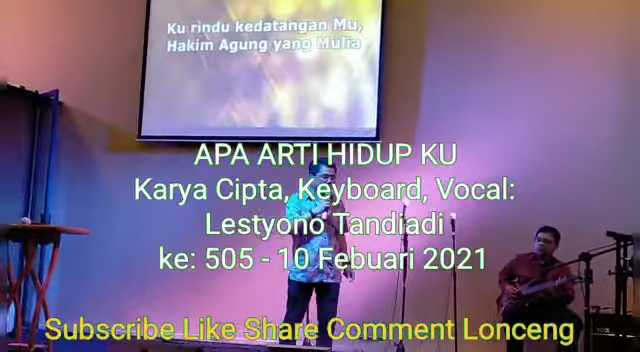 Ku rindu kedatangan Mu,
Hakim Agung yang Mulia
APA ARTI HIDUP KU
Karya Cipta, Keyboard, Vocal:
Lestyono Tandiadi
ke: 505 - 10 Febuari 2021
Subscribe Like Share Comment Lonceng